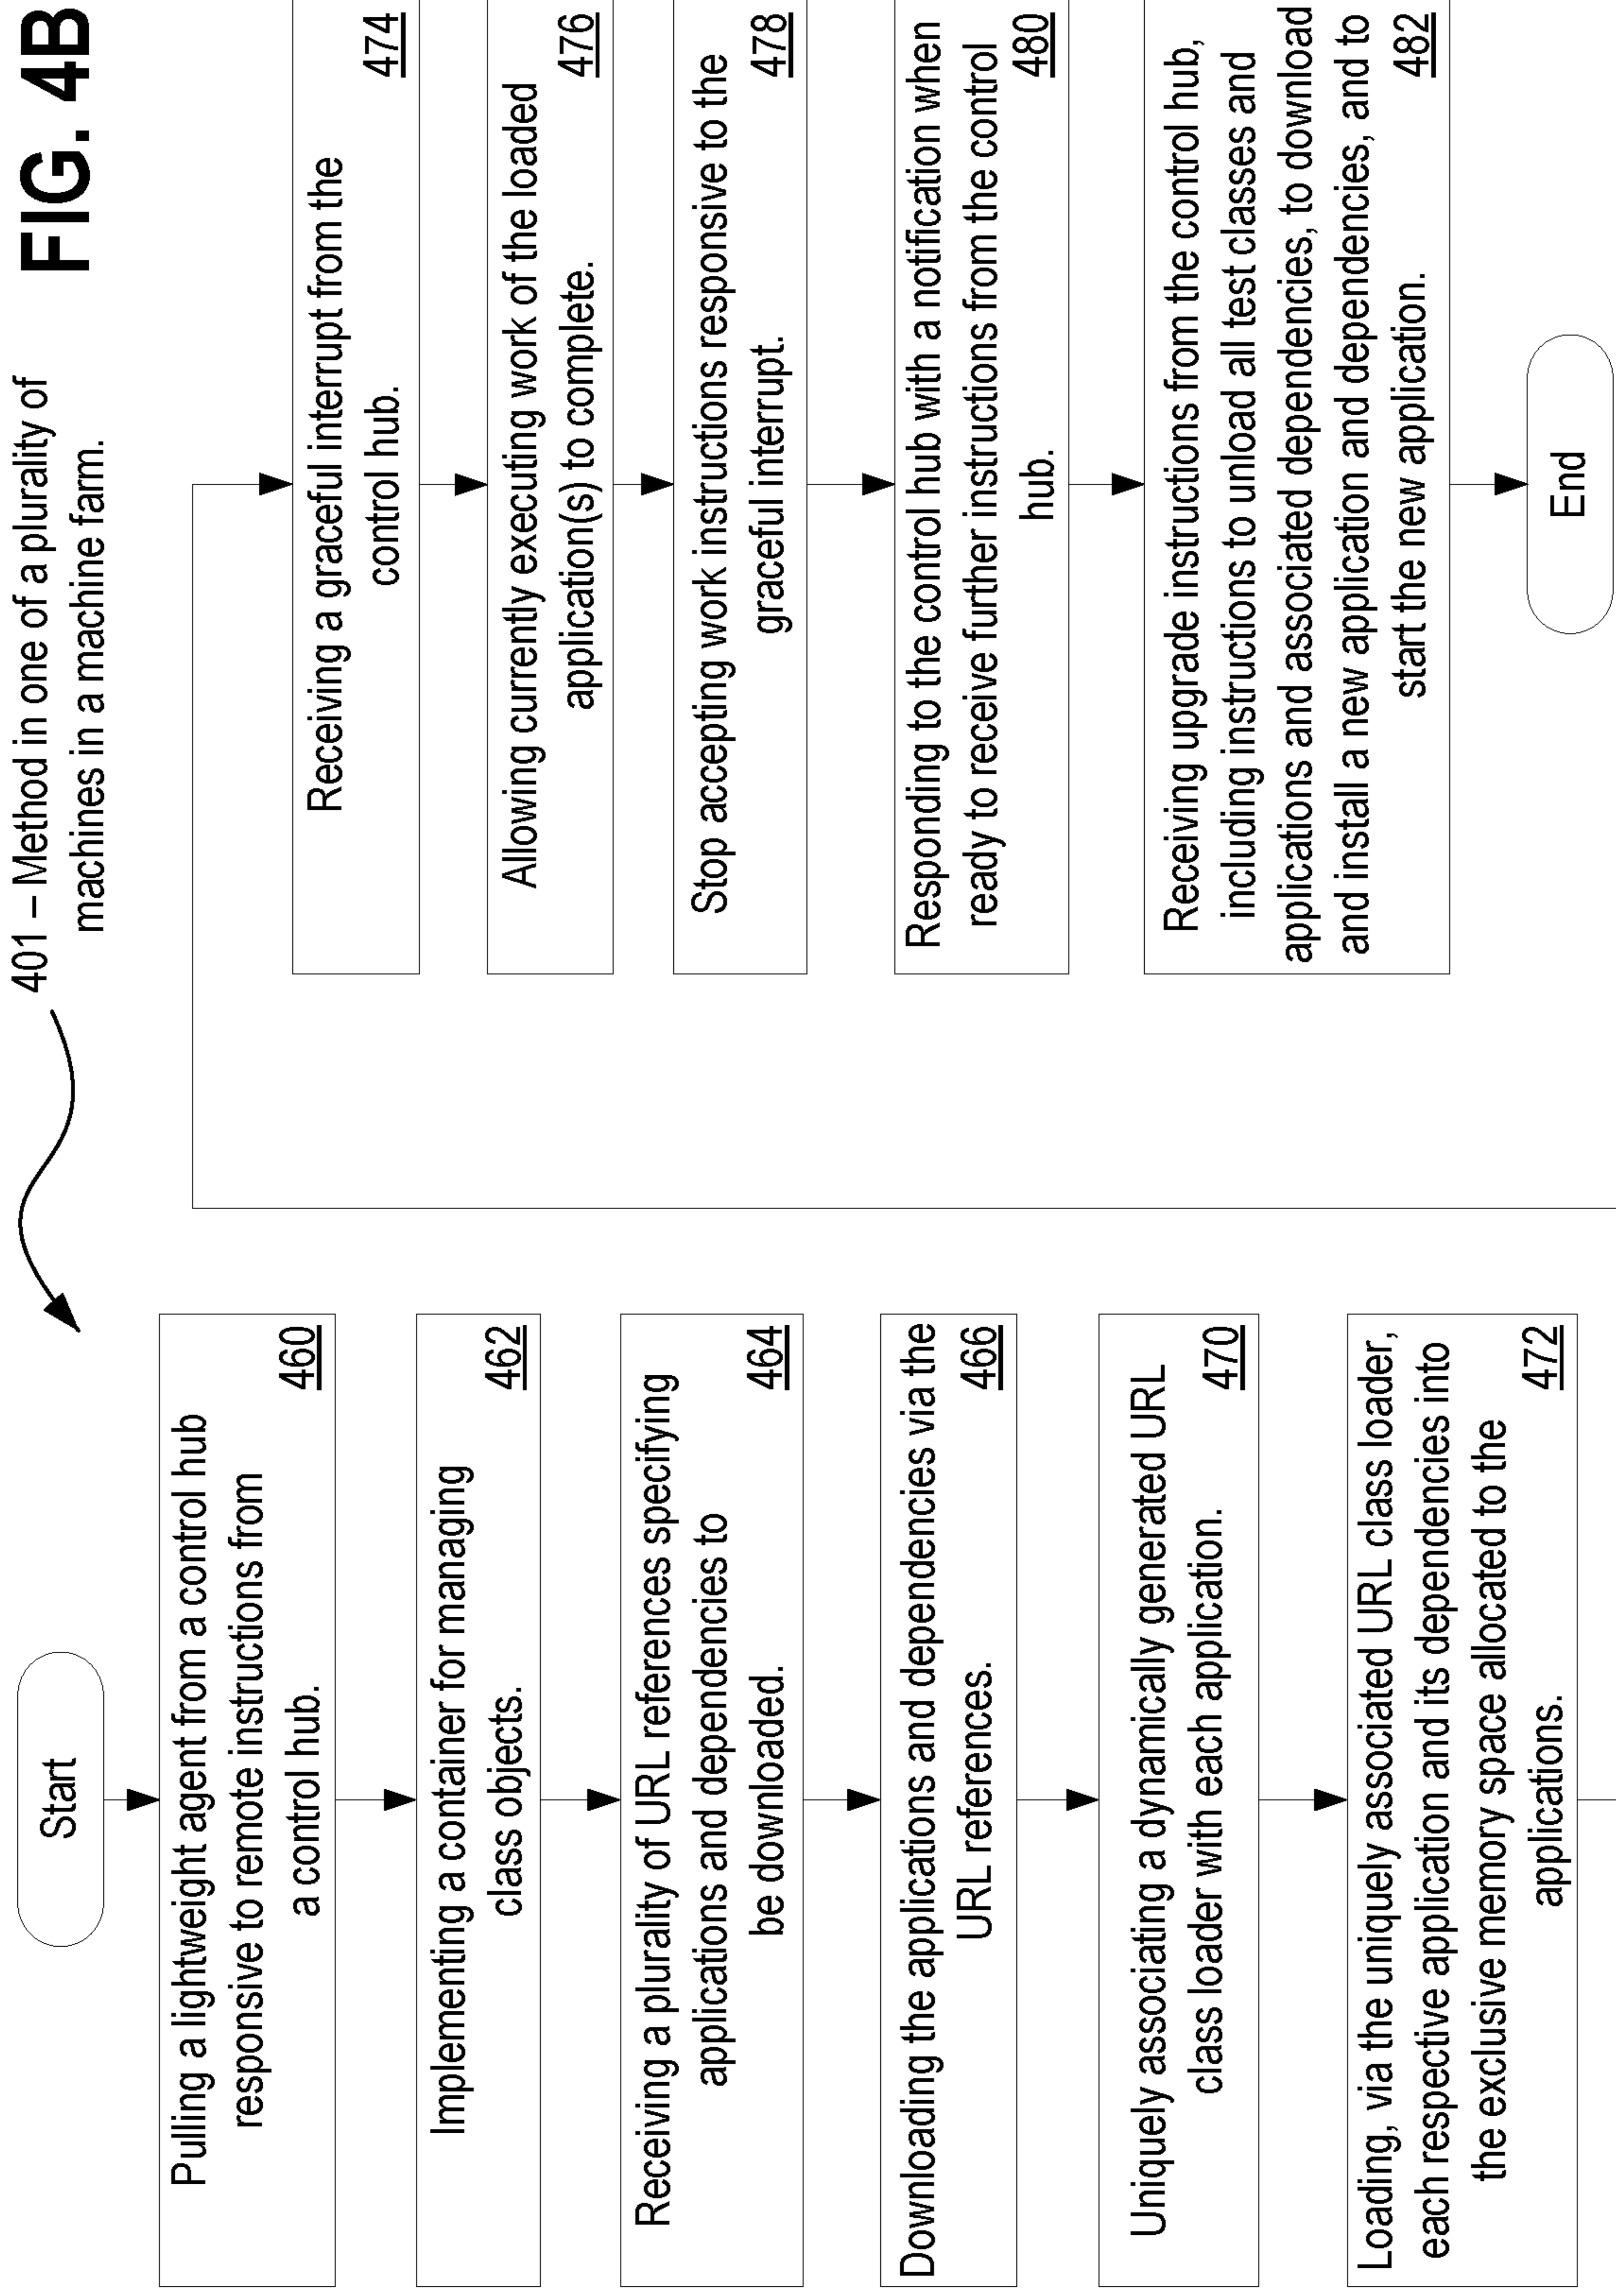 FIG. 4B
401 – Method in one of a plurality of
machines in a machine farm.
Start
Pulling a lightweight agent from a control hub
responsive to remote instructions from
a control hub.
460
Implementing a container for managing
class objects.
462
Receiving a plurality of URL references specifying
applications and dependencies to
be downloaded.
464
Downloading the applications and dependencies via the
URL references.
466
Uniquely associating a dynamically generated URL
class loader with each application.
470
Loading, via the uniquely associated URL class loader,
each respective application and its dependencies into
the exclusive memory space allocated to the
applications.
472
Receiving a graceful interrupt from the
control hub.
474
Allowing currently executing work of the loaded
application(s) to complete.
476
Stop accepting work instructions responsive to the
graceful interrupt.
478
Responding to the control hub with a notification when
ready to receive further instructions from the control
hub.
480
Receiving upgrade instructions from the control hub,
including instructions to unload all test classes and
applications and associated dependencies, to download
and install a new application and dependencies, and to
start the new application.
482
End